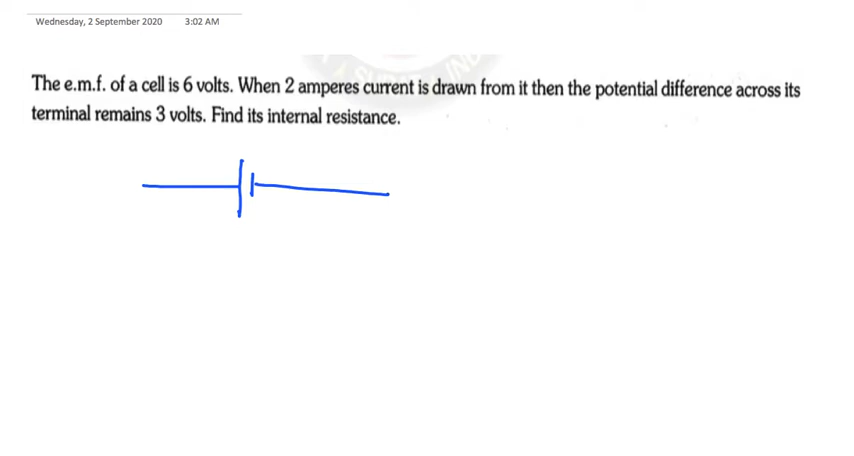 Wednesday, 2 September 2020 3:02 AM
The e.m.f. of a cell is 6 volts. When 2 amperes current is drawn from it then the potential difference across its
terminal remains 3 volts. Find its internal resistance.